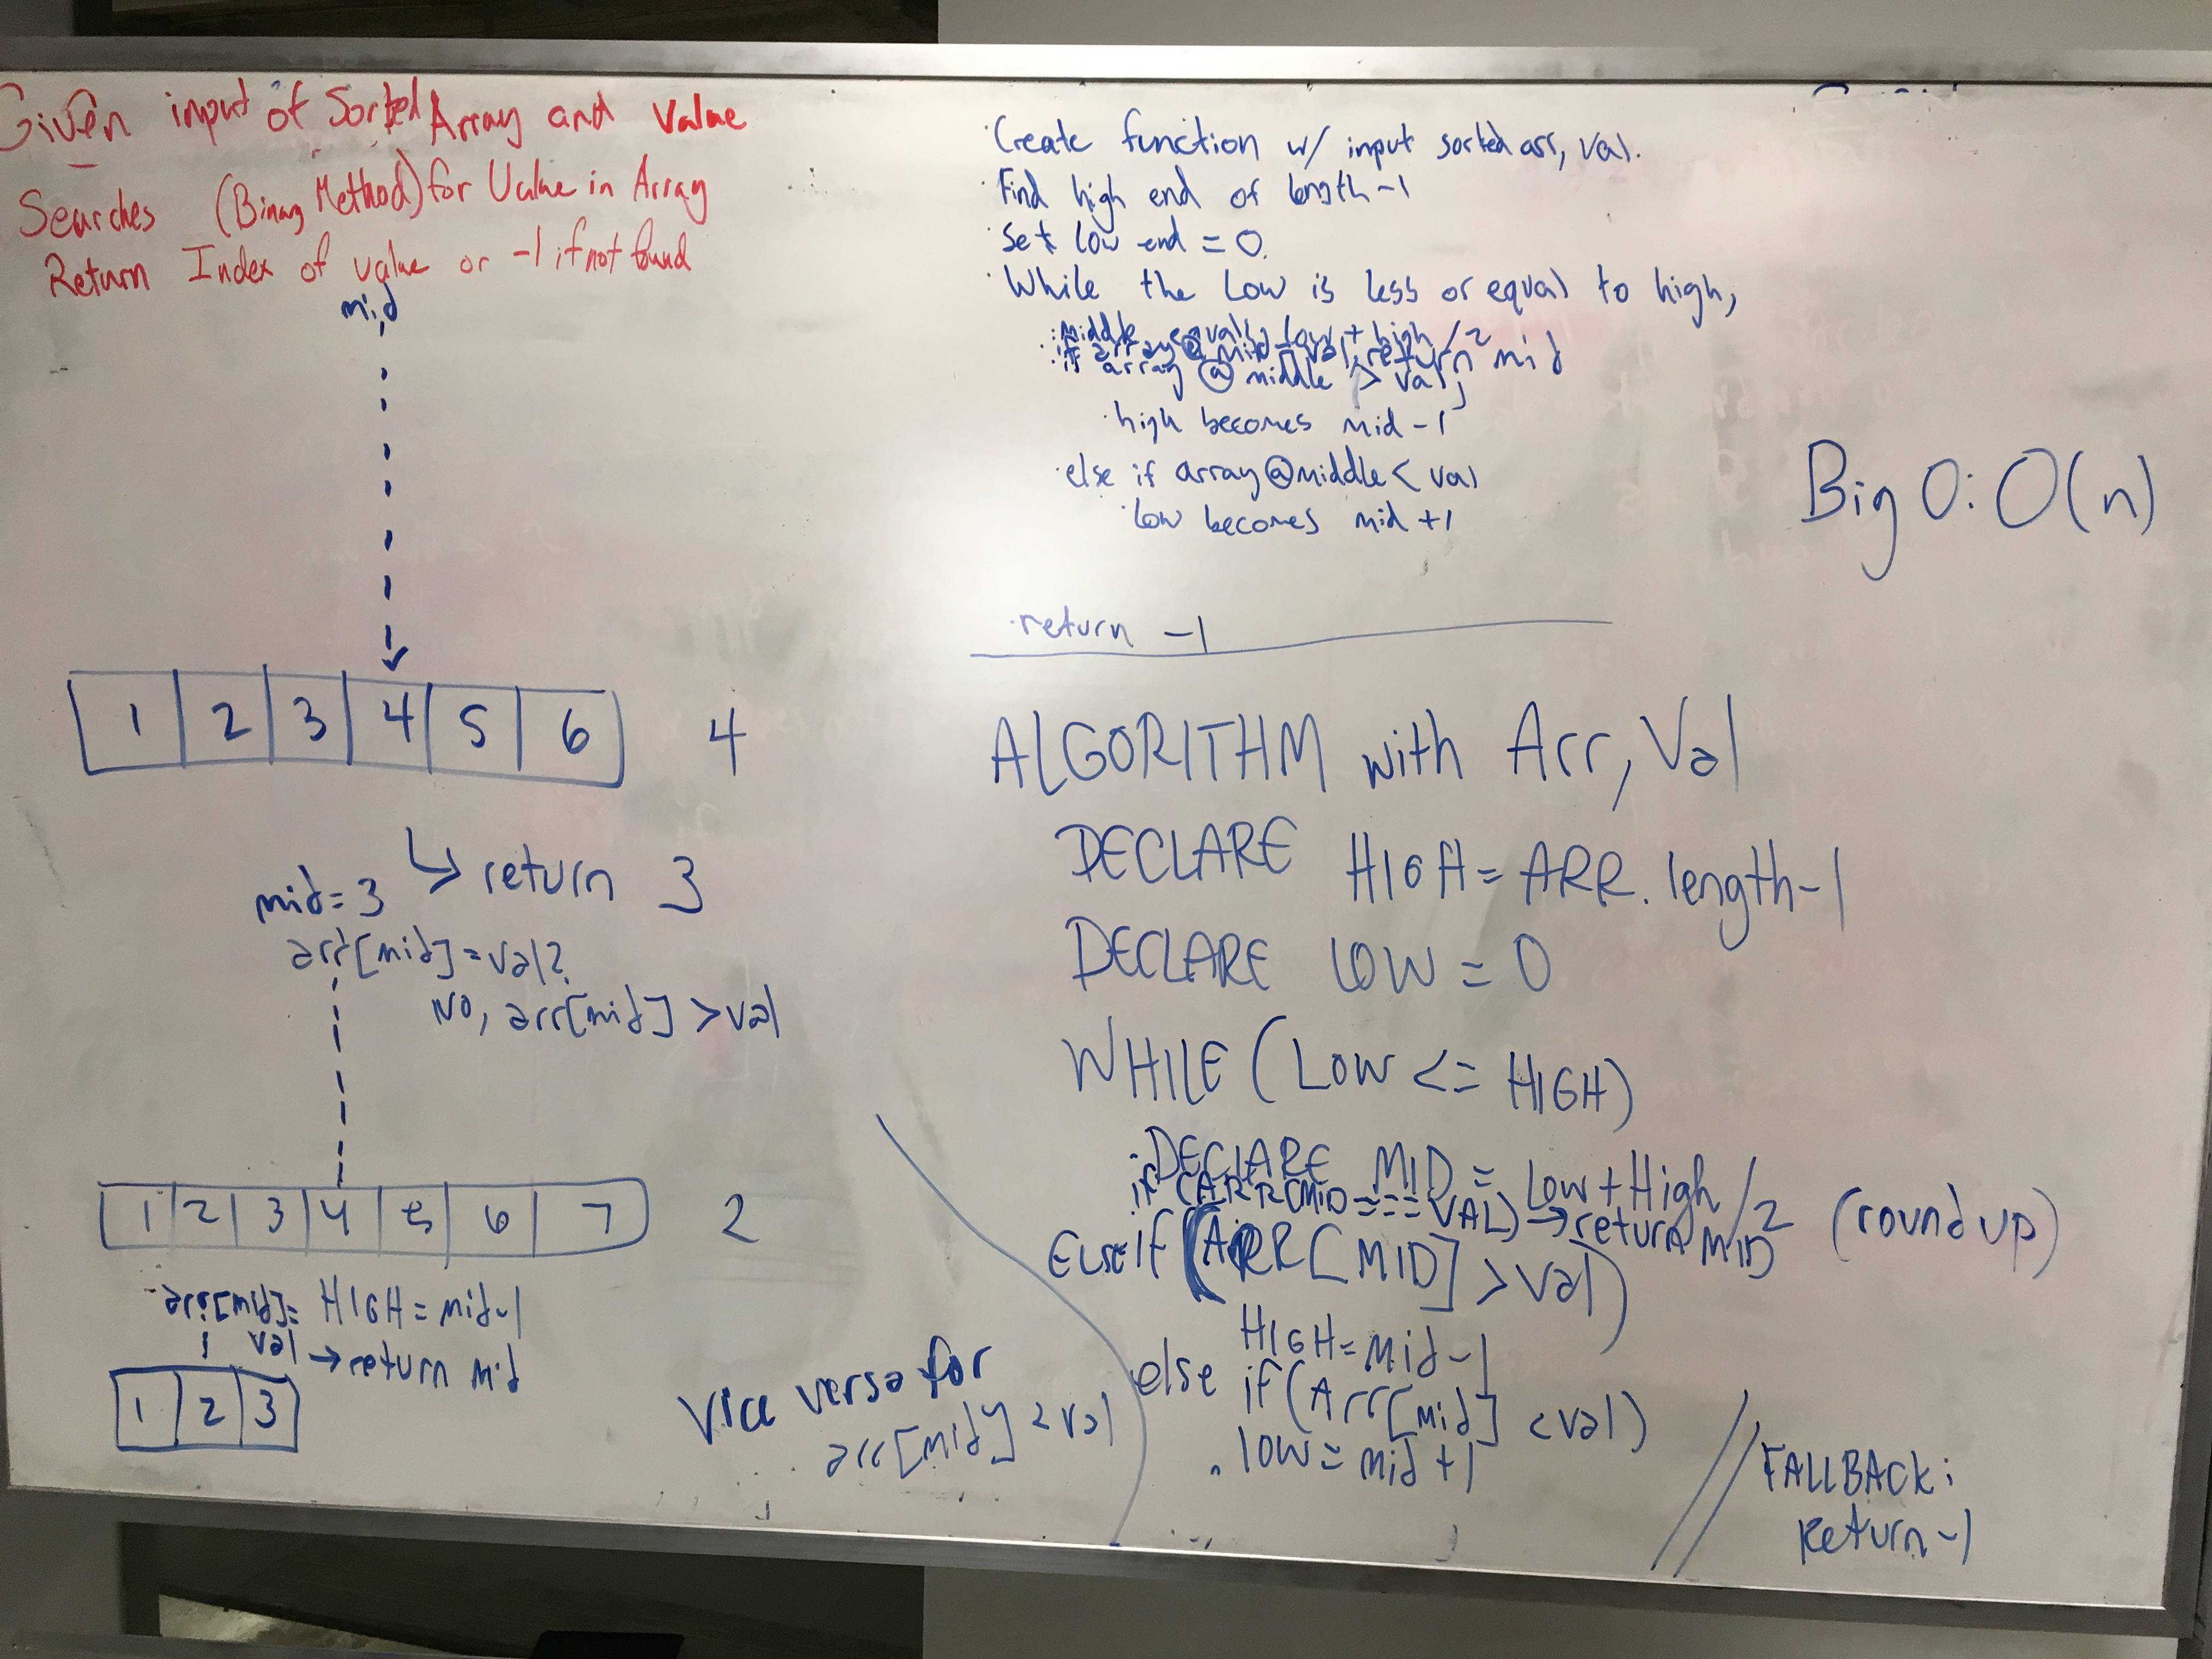 Given input of Sorted Array and Value
Searches (Binary Method) for Value in Array
Return Index of value or -1 if not found
mid
1 2 3 4 5 6 4
mid=3 ↳ return 3
arr[mid]=val?
No, arr[mid] > val
1 2 3 4 5 6 7 2
arr[mid]= HIGH=mid-1
val → return mid
1 2 3
Vice versa for
arr[mid] < val
· Create function w/ input sorted arr, val.
· Find high end of length-1
· Set low end = 0.
· While the Low is less or equal to high,
· middle equals low + high /2
· if array @ mid = val, return mid
· if array @ middle > val,
· high becomes mid -1
· else if array @ middle < val
· low becomes mid +1
· return -1
Big O: O(n)
ALGORITHM with Arr, Val
DECLARE HIGH = ARR. length-1
DECLARE LOW = 0
WHILE (LOW <= HIGH)
DECLARE MID = Low + High /2 (round up)
if (ARR[MID === VAL) → return MID
Else if (ARR[MID] > Val)
HIGH = Mid -1
else if (Arr[mid] < val)
. low = mid +1
// FALLBACK:
Return -1